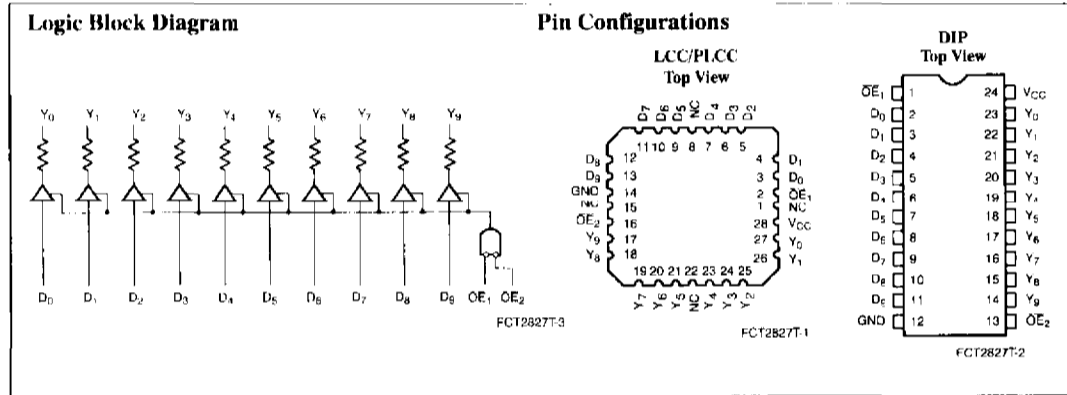 Logic Block Diagram
Y0 Y1 Y2 Y3 Y4 Y5 Y6 Y7 Y8 Y9
D0 D1 D2 D3 D4 D5 D6 D7 D8 D9 OE1 OE2
FCT2827T-3
Pin Configurations
LCC/PLCC
Top View
D7 D6 D5 NC D4 D3 D2
11 10 9 8 7 6 5
D8 12 4 D1
D9 13 3 D0
GND 14 2 O̅E̅1
NC 15 1 NC
O̅E̅2 16 28 VCC
Y9 17 27 Y0
Y8 18 26 Y1
19 20 21 22 23 24 25
Y7 Y6 Y5 NC Y4 Y3 Y2
FCT2827T-1
DIP
Top View
O̅E̅1 1 24 VCC
D0 2 23 Y0
D1 3 22 Y1
D2 4 21 Y2
D3 5 20 Y3
D4 6 19 Y4
D5 7 18 Y5
D6 8 17 Y6
D7 9 16 Y7
D8 10 15 Y8
D9 11 14 Y9
GND 12 13 O̅E̅2
FCT2827T-2